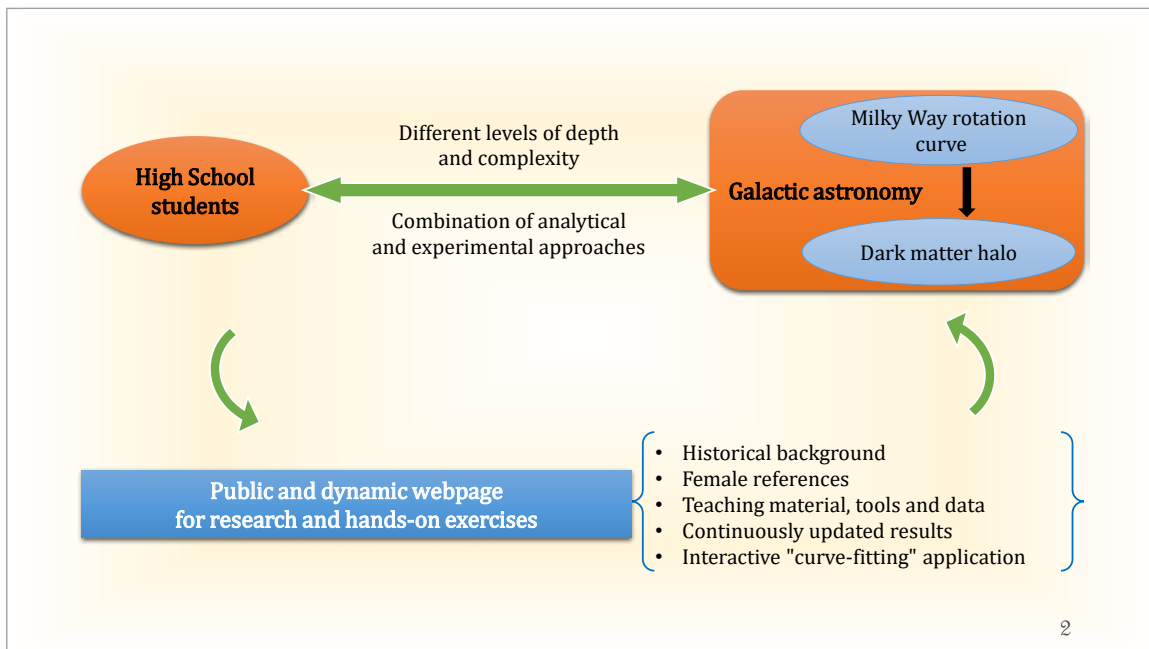 High School
students
Different levels of depth
and complexity
Combination of analytical
and experimental approaches
Galactic astronomy
Milky Way rotation
curve
Dark matter halo
Public and dynamic webpage
for research and hands-on exercises
• Historical background
• Female references
• Teaching material, tools and data
• Continuously updated results
• Interactive "curve-fitting" application
2